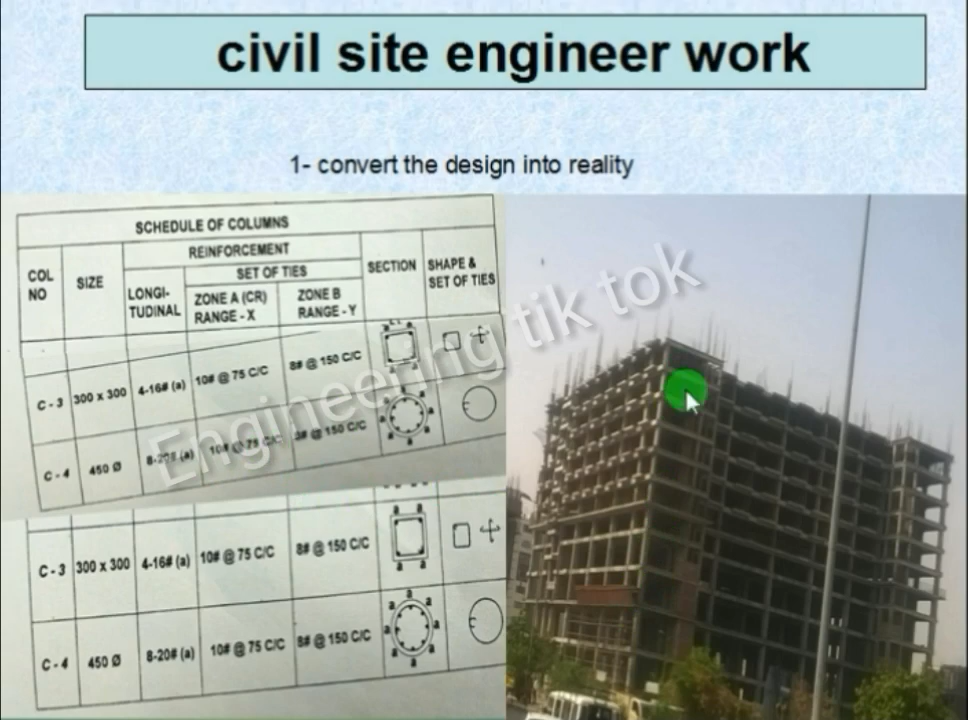 civil site engineer work
1- convert the design into reality
SCHEDULE OF COLUMNS
COL NO
SIZE
REINFORCEMENT
LONGI-
TUDINAL
SET OF TIES
ZONE A (CR)
RANGE - X
ZONE B
RANGE - Y
SECTION
SHAPE &
SET OF TIES
C - 3 300 x 300 4-16# (a) 10# @ 75 C/C 8# @ 150 C/C
C - 4 450 Ø (a) 10# @ 75 C/C @ 150 C/C
C - 3 300 x 300 4-16# (a) 10# @ 75 C/C 8# @ 150 C/C
a a
a a
C - 4 450 Ø 8-20# (a) 10# @ 75 C/C 8# @ 150 C/C
Engineering tik tok